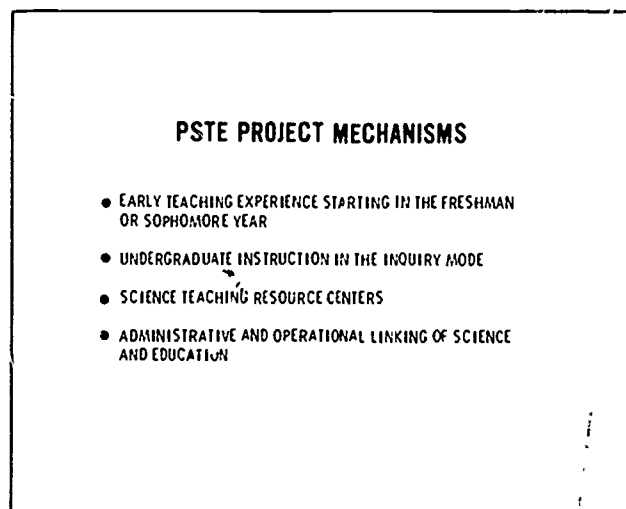 PSTE PROJECT MECHANISMS
● EARLY TEACHING EXPERIENCE STARTING IN THE FRESHMAN
OR SOPHOMORE YEAR
● UNDERGRADUATE INSTRUCTION IN THE INQUIRY MODE
● SCIENCE TEACHING RESOURCE CENTERS
● ADMINISTRATIVE AND OPERATIONAL LINKING OF SCIENCE
AND EDUCATION